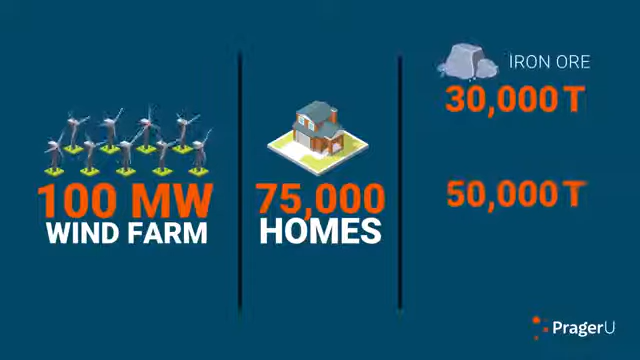 100 MW
WIND FARM
75,000
HOMES
IRON ORE
30,000 T
50,000 T
PragerU